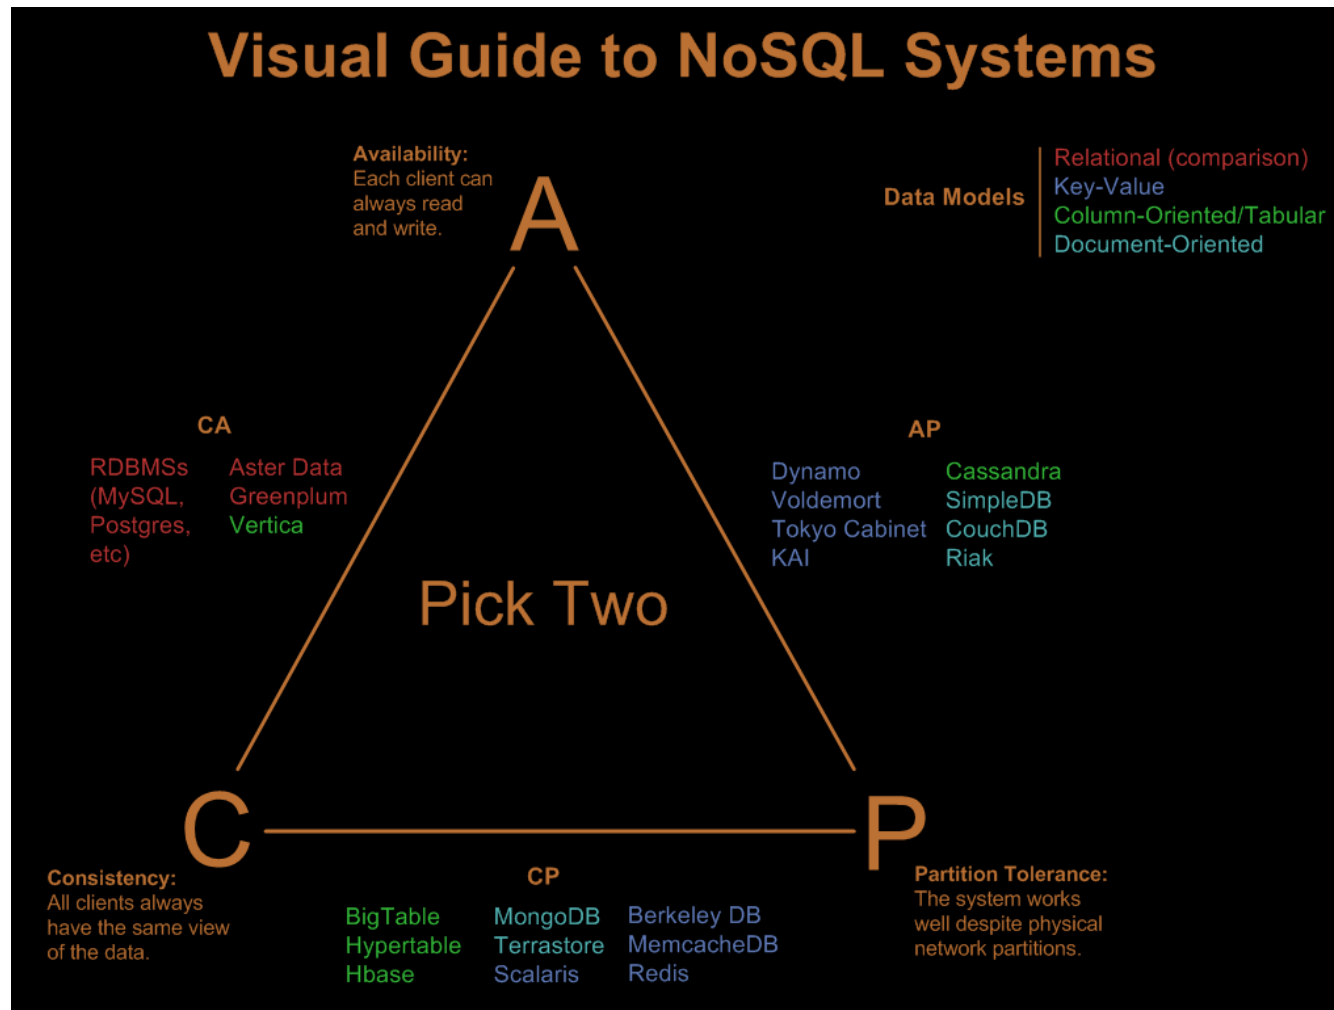 Visual Guide to NoSQL Systems
Availability:
Each client can
always read
and write.
A
Data Models
Relational (comparison)
Key-Value
Column-Oriented/Tabular
Document-Oriented
CA
RDBMSs
(MySQL,
Postgres,
etc)
Aster Data
Greenplum
Vertica
AP
Dynamo
Voldemort
Tokyo Cabinet
KAI
Cassandra
SimpleDB
CouchDB
Riak
Pick Two
C
Consistency:
All clients always
have the same view
of the data.
CP
BigTable
Hypertable
Hbase
MongoDB
Terrastore
Scalaris
Berkeley DB
MemcacheDB
Redis
P
Partition Tolerance:
The system works
well despite physical
network partitions.